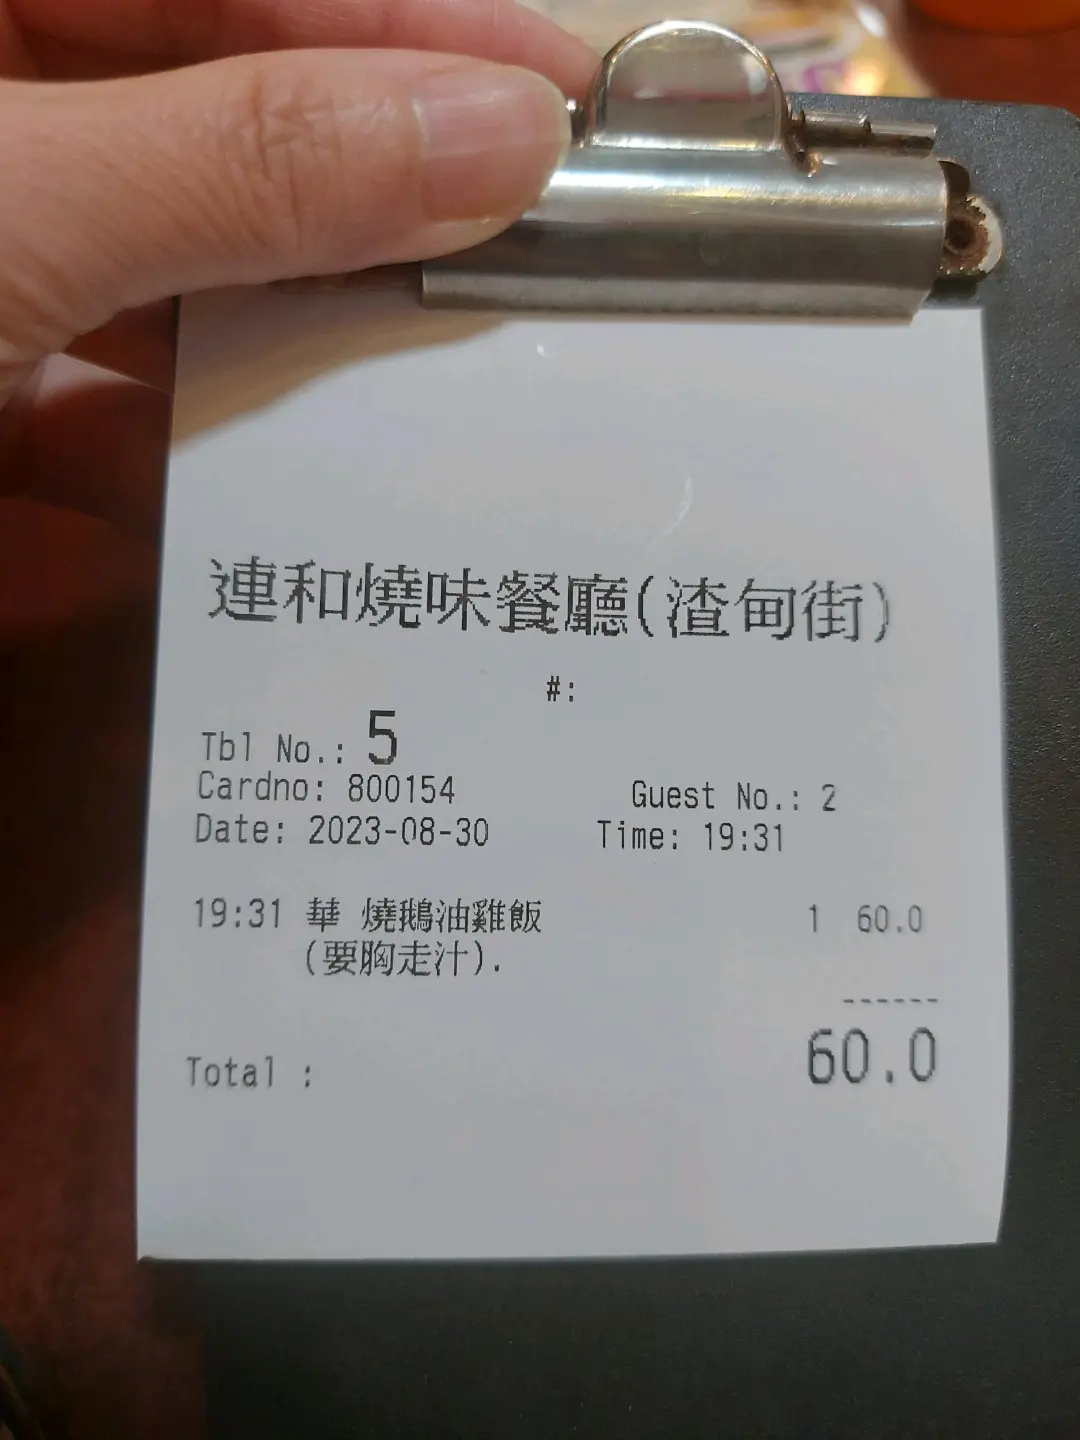 連和燒味餐廳(渣甸街)
#:
Tbl No.: 5
Cardno: 800154 Guest No.: 2
Date: 2023-08-30 Time: 19:31
19:31 華 燒鵝油雞飯 1 60.0
(要胸走汁).
------
Total : 60.0